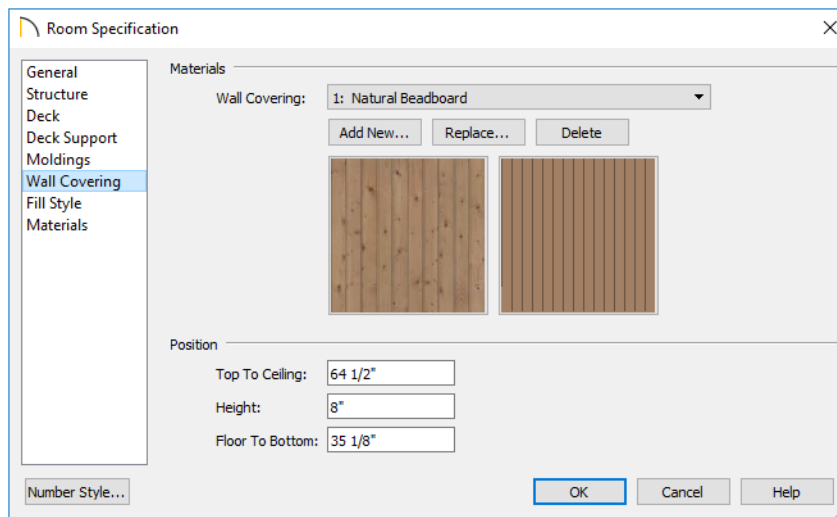 Room Specification
General
Structure
Deck
Deck Support
Moldings
Wall Covering
Fill Style
Materials
Materials
Wall Covering: 1: Natural Beadboard
Add New... Replace... Delete
Position
Top To Ceiling: 64 1/2"
Height: 8"
Floor To Bottom: 35 1/8"
Number Style... OK Cancel Help